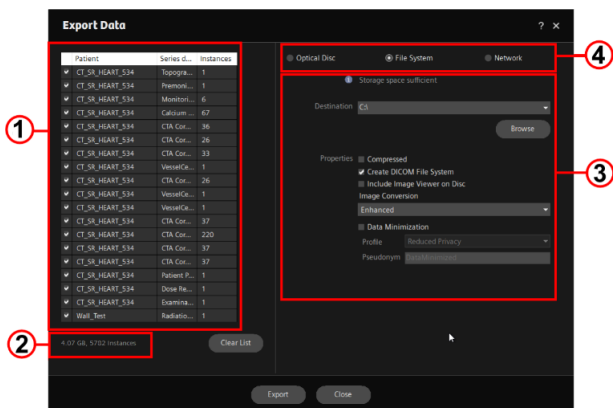 Export Data
? ×
Patient Series d... Instances
CT_SR_HEART_534 Topogra... 1
CT_SR_HEART_534 Premoni... 1
CT_SR_HEART_534 Monitori... 6
CT_SR_HEART_534 Calcium ... 67
CT_SR_HEART_534 CTA Cor... 36
CT_SR_HEART_534 CTA Cor... 26
CT_SR_HEART_534 CTA Cor... 33
CT_SR_HEART_534 VesselCe... 1
CT_SR_HEART_534 CTA Cor... 26
CT_SR_HEART_534 VesselCe... 1
CT_SR_HEART_534 VesselCe... 1
CT_SR_HEART_534 CTA Cor... 37
CT_SR_HEART_534 CTA Cor... 220
CT_SR_HEART_534 CTA Cor... 37
CT_SR_HEART_534 CTA Cor... 37
CT_SR_HEART_534 Patient P... 1
CT_SR_HEART_534 Dose Re... 1
CT_SR_HEART_534 Examina... 1
Wall_Test Radiatio... 1
4.07 GB, 5702 Instances
Clear List
Optical Disc File System Network
Storage space sufficient
Destination C:\
Browse
Properties Compressed
Create DICOM File System
Include Image Viewer on Disc
Image Conversion
Enhanced
Data Minimization
Profile Reduced Privacy
Pseudonym DataMinimized
Export Close
1
2
3
4